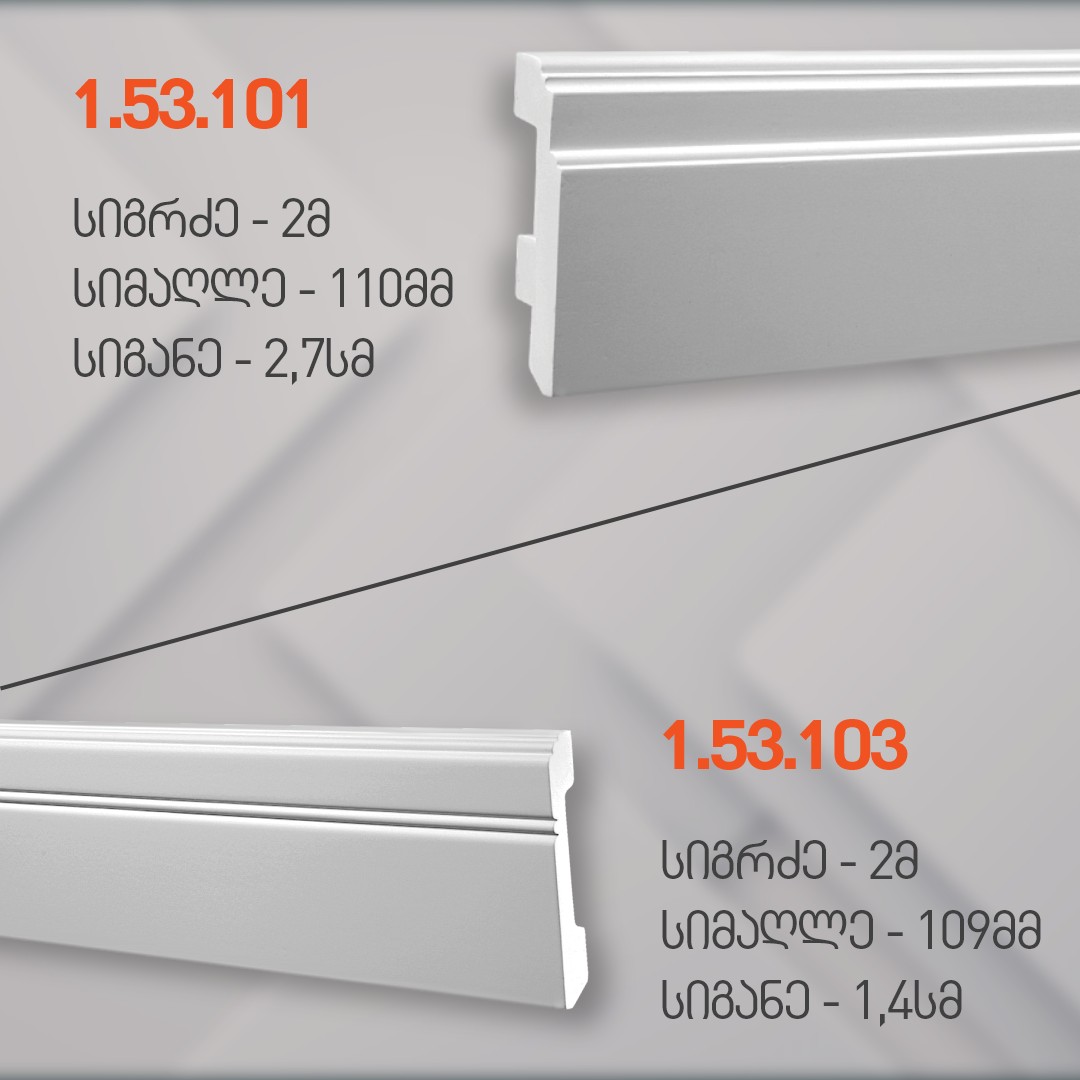 1.53.101
სიგრძე - 2მ
სიმაღლე - 110მმ
სიგანე - 2,7სმ
1.53.103
სიგრძე - 2მ
სიმაღლე - 109მმ
სიგანე - 1,4სმ